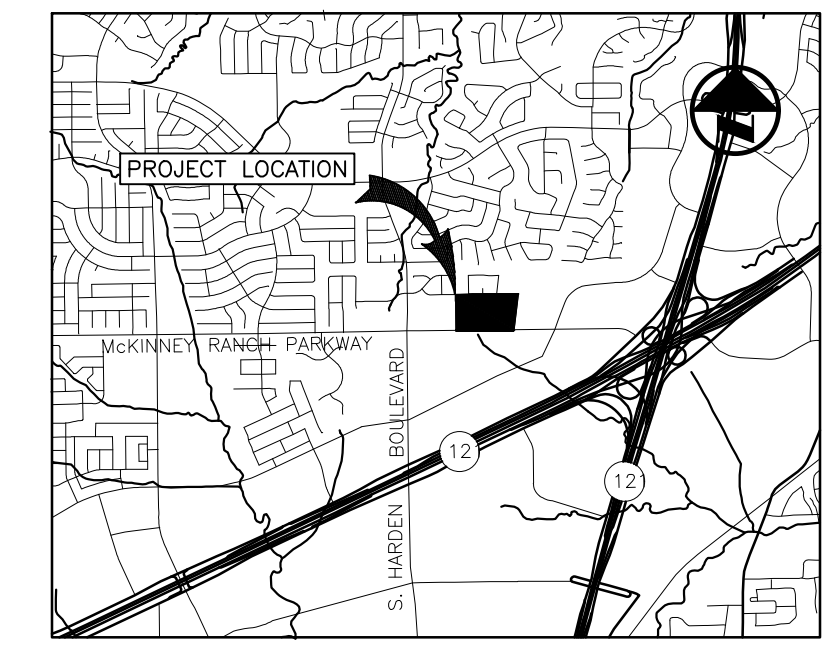 N
PROJECT LOCATION
McKINNEY RANCH PARKWAY
S. HARDEN BOULEVARD
12
121